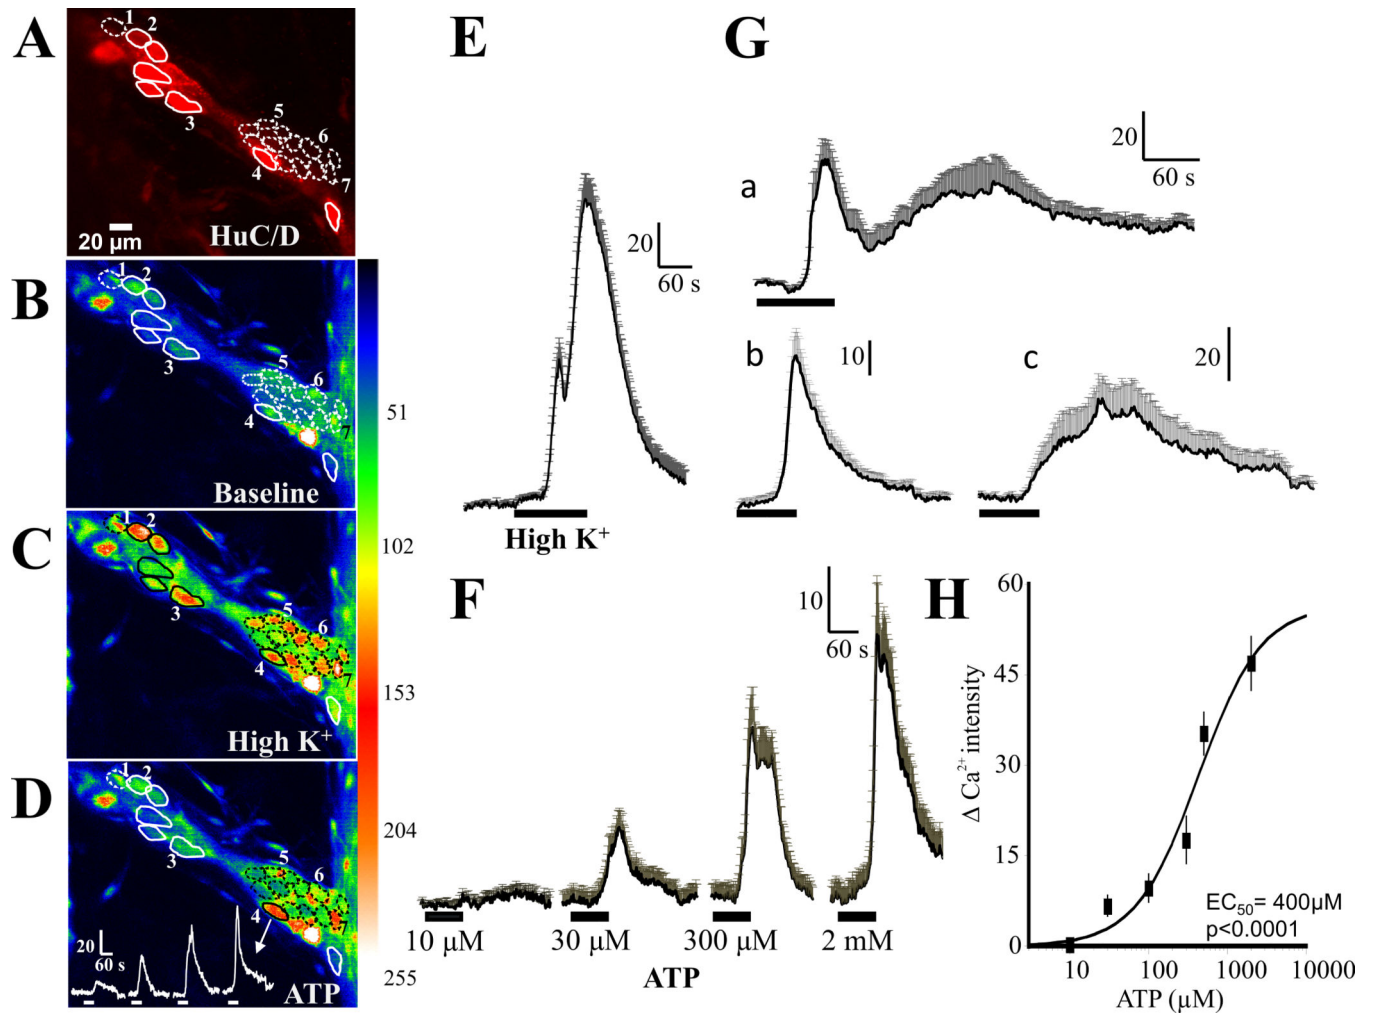 A
1
2
3
4
5
6
7
20 µm
HuC/D
B
1
2
3
4
5
6
7
Baseline
C
1
2
3
4
5
6
7
High K+
D
1
2
3
4
5
6
7
20
60 s
ATP
51
102
153
204
255
E
20
60 s
High K+
F
10
60 s
10 µM
30 µM
300 µM
2 mM
ATP
G
a
20
60 s
b
10
c
20
H
Δ Ca2+ intensity
60
45
30
15
0
EC50= 400µM
p<0.0001
10
100
1000
10000
ATP (µM)